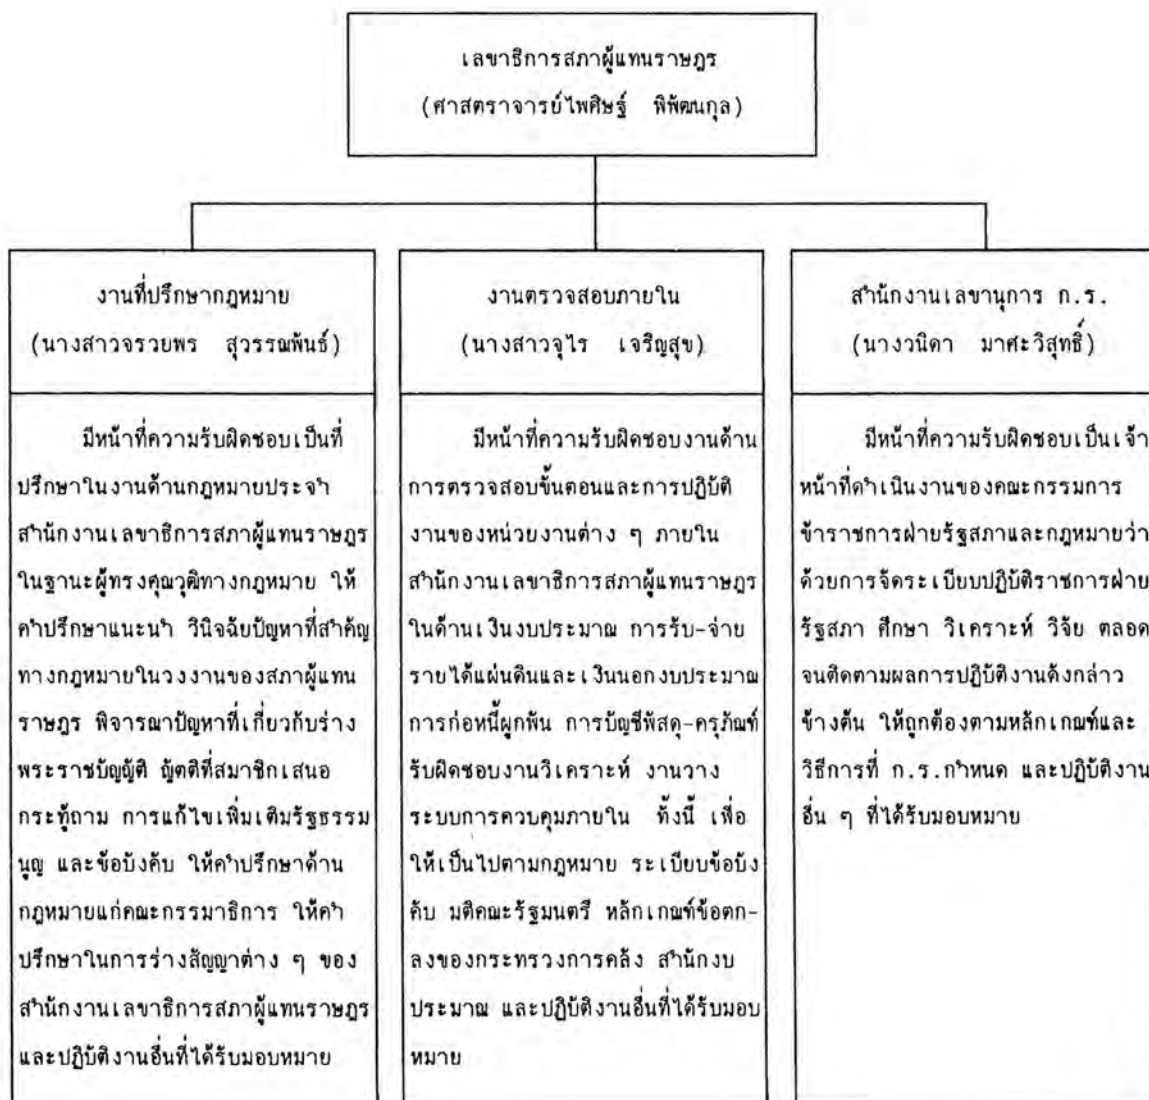 เลขาธิการสภาผู้แทนราษฎร
(ศาสตราจารย์ไพศิษฐ์ พิพัฒนกุล)
งานที่ปรึกษากฎหมาย
(นางสาวจรวยพร สุวรรณพันธ์)
มีหน้าที่ความรับผิดชอบเป็นที่
ปรึกษาในงานด้านกฎหมายประจำ
สำนักงานเลขาธิการสภาผู้แทนราษฎร
ในฐานะผู้ทรงคุณวุฒิทางกฎหมาย ให้
คำปรึกษาแนะนำ วินิจฉัยปัญหาที่สำคัญ
ทางกฎหมายในวงงานของสภาผู้แทน
ราษฎร พิจารณาปัญหาที่เกี่ยวกับร่าง
พระราชบัญญัติ ญัตติที่สมาชิกเสนอ
กระทู้ถาม การแก้ไขเพิ่มเติมรัฐธรรม
นูญ และข้อบังคับ ให้คำปรึกษาด้าน
กฎหมายแก่คณะกรรมาธิการ ให้คำ
ปรึกษาในการร่างสัญญาต่าง ๆ ของ
สำนักงานเลขาธิการสภาผู้แทนราษฎร
และปฏิบัติงานอื่นที่ได้รับมอบหมาย
งานตรวจสอบภายใน
(นางสาวจุไร เจริญสุข)
มีหน้าที่ความรับผิดชอบงานด้าน
การตรวจสอบขั้นตอนและการปฏิบัติ
งานของหน่วยงานต่าง ๆ ภายใน
สำนักงานเลขาธิการสภาผู้แทนราษฎร
ในด้านเงินงบประมาณ การรับ-จ่าย
รายได้แผ่นดินและเงินนอกงบประมาณ
การก่อหนี้ผูกพัน การบัญชีพัสดุ-ครุภัณฑ์
รับผิดชอบงานวิเคราะห์ งานวาง
ระบบการควบคุมภายใน ทั้งนี้ เพื่อ
ให้เป็นไปตามกฎหมาย ระเบียบข้อบัง
คับ มติคณะรัฐมนตรี หลักเกณฑ์ข้อตก-
ลงของกระทรวงการคลัง สำนักงบ
ประมาณ และปฏิบัติงานอื่นที่ได้รับมอบ
หมาย
สำนักงานเลขานุการ ก.ร.
(นางวนิดา มาศะวิสุทธิ์)
มีหน้าที่ความรับผิดชอบเป็นเจ้า
หน้าที่ดำเนินงานของคณะกรรมการ
ข้าราชการฝ่ายรัฐสภาและกฎหมายว่า
ด้วยการจัดระเบียบปฏิบัติราชการฝ่าย
รัฐสภา ศึกษา วิเคราะห์ วิจัย ตลอด
จนติดตามผลการปฏิบัติงานดังกล่าว
ข้างต้น ให้ถูกต้องตามหลักเกณฑ์และ
วิธีการที่ ก.ร.กำหนด และปฏิบัติงาน
อื่น ๆ ที่ได้รับมอบหมาย